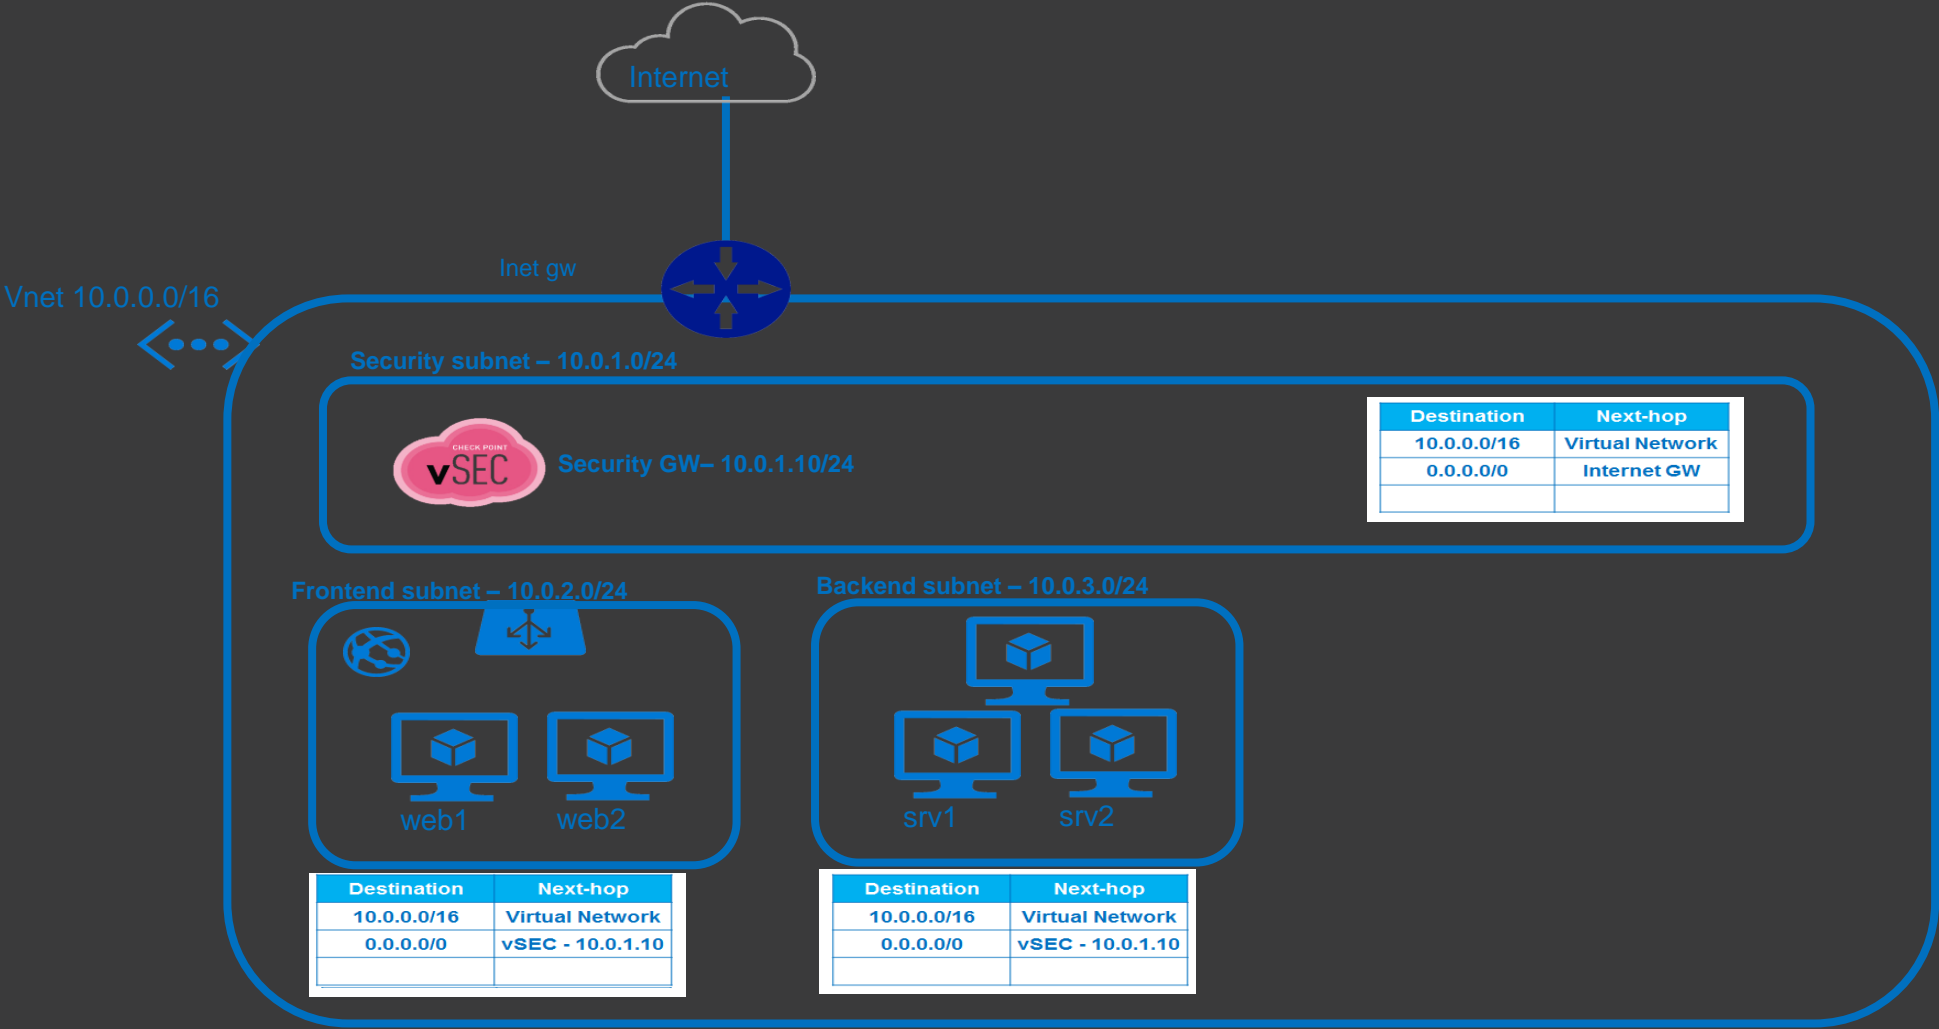 Internet
Inet gw
Vnet 10.0.0.0/16
Security subnet – 10.0.1.0/24
CHECK POINT
vSEC
Security GW– 10.0.1.10/24
Destination Next-hop
10.0.0.0/16 Virtual Network
0.0.0.0/0 Internet GW
Frontend subnet – 10.0.2.0/24
web1 web2
Destination Next-hop
10.0.0.0/16 Virtual Network
0.0.0.0/0 vSEC - 10.0.1.10
Backend subnet – 10.0.3.0/24
srv1 srv2
Destination Next-hop
10.0.0.0/16 Virtual Network
0.0.0.0/0 vSEC - 10.0.1.10